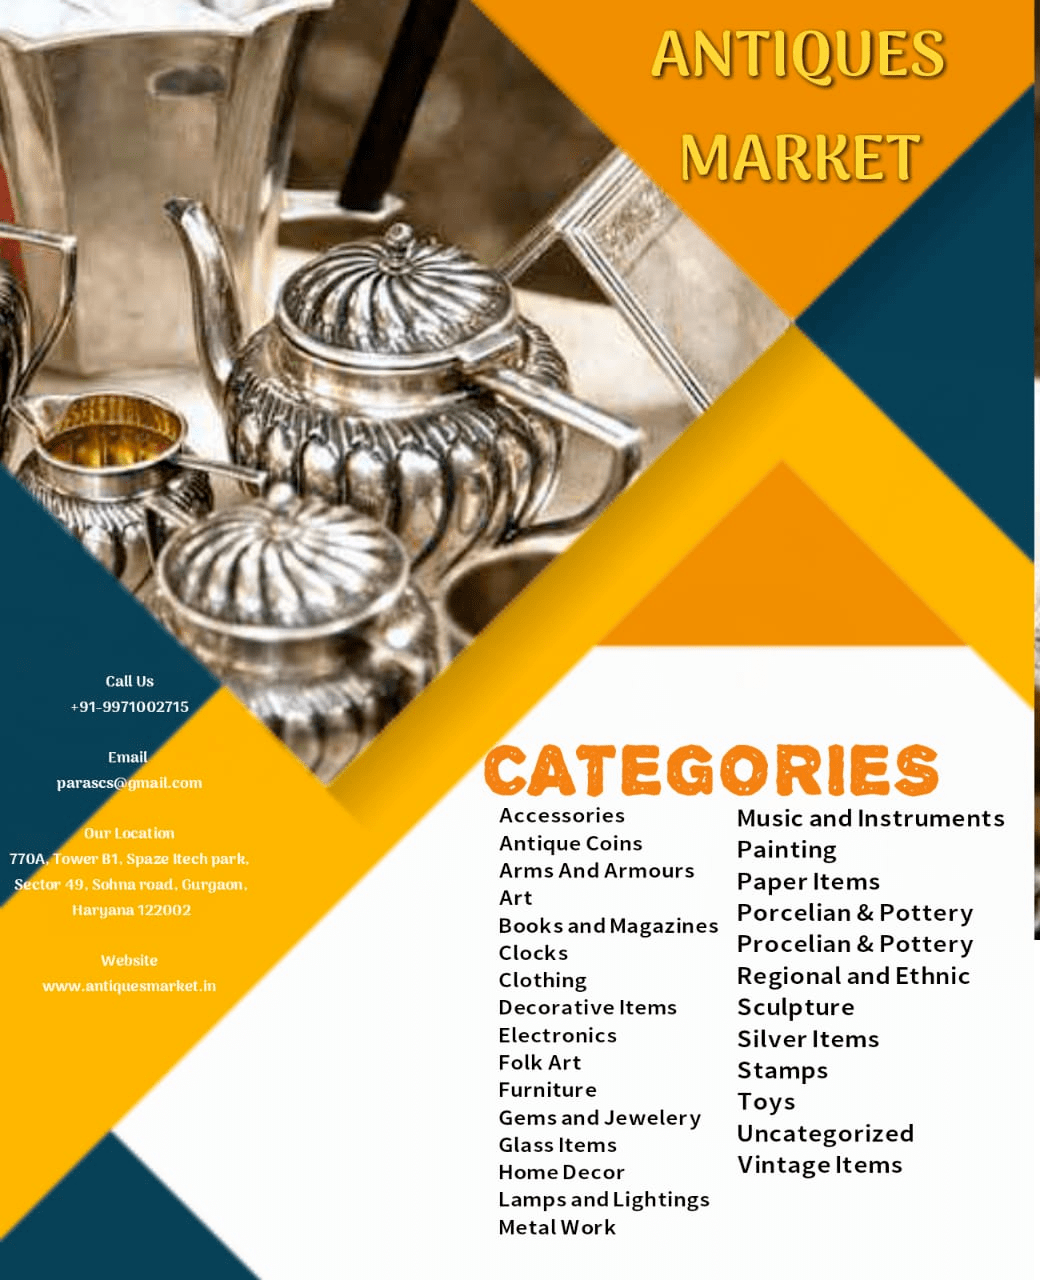 ANTIQUES
MARKET
Call Us
+91-9971002715
Email
parascs@gmail.com
Our Location
770A, Tower B1, Spaze Itech park,
Sector 49, Sohna road, Gurgaon,
Haryana 122002
Website
www.antiquesmarket.in
CATEGORIES
Accessories
Antique Coins
Arms And Armours
Art
Books and Magazines
Clocks
Clothing
Decorative Items
Electronics
Folk Art
Furniture
Gems and Jewelery
Glass Items
Home Decor
Lamps and Lightings
Metal Work
Music and Instruments
Painting
Paper Items
Porcelian & Pottery
Procelian & Pottery
Regional and Ethnic
Sculpture
Silver Items
Stamps
Toys
Uncategorized
Vintage Items